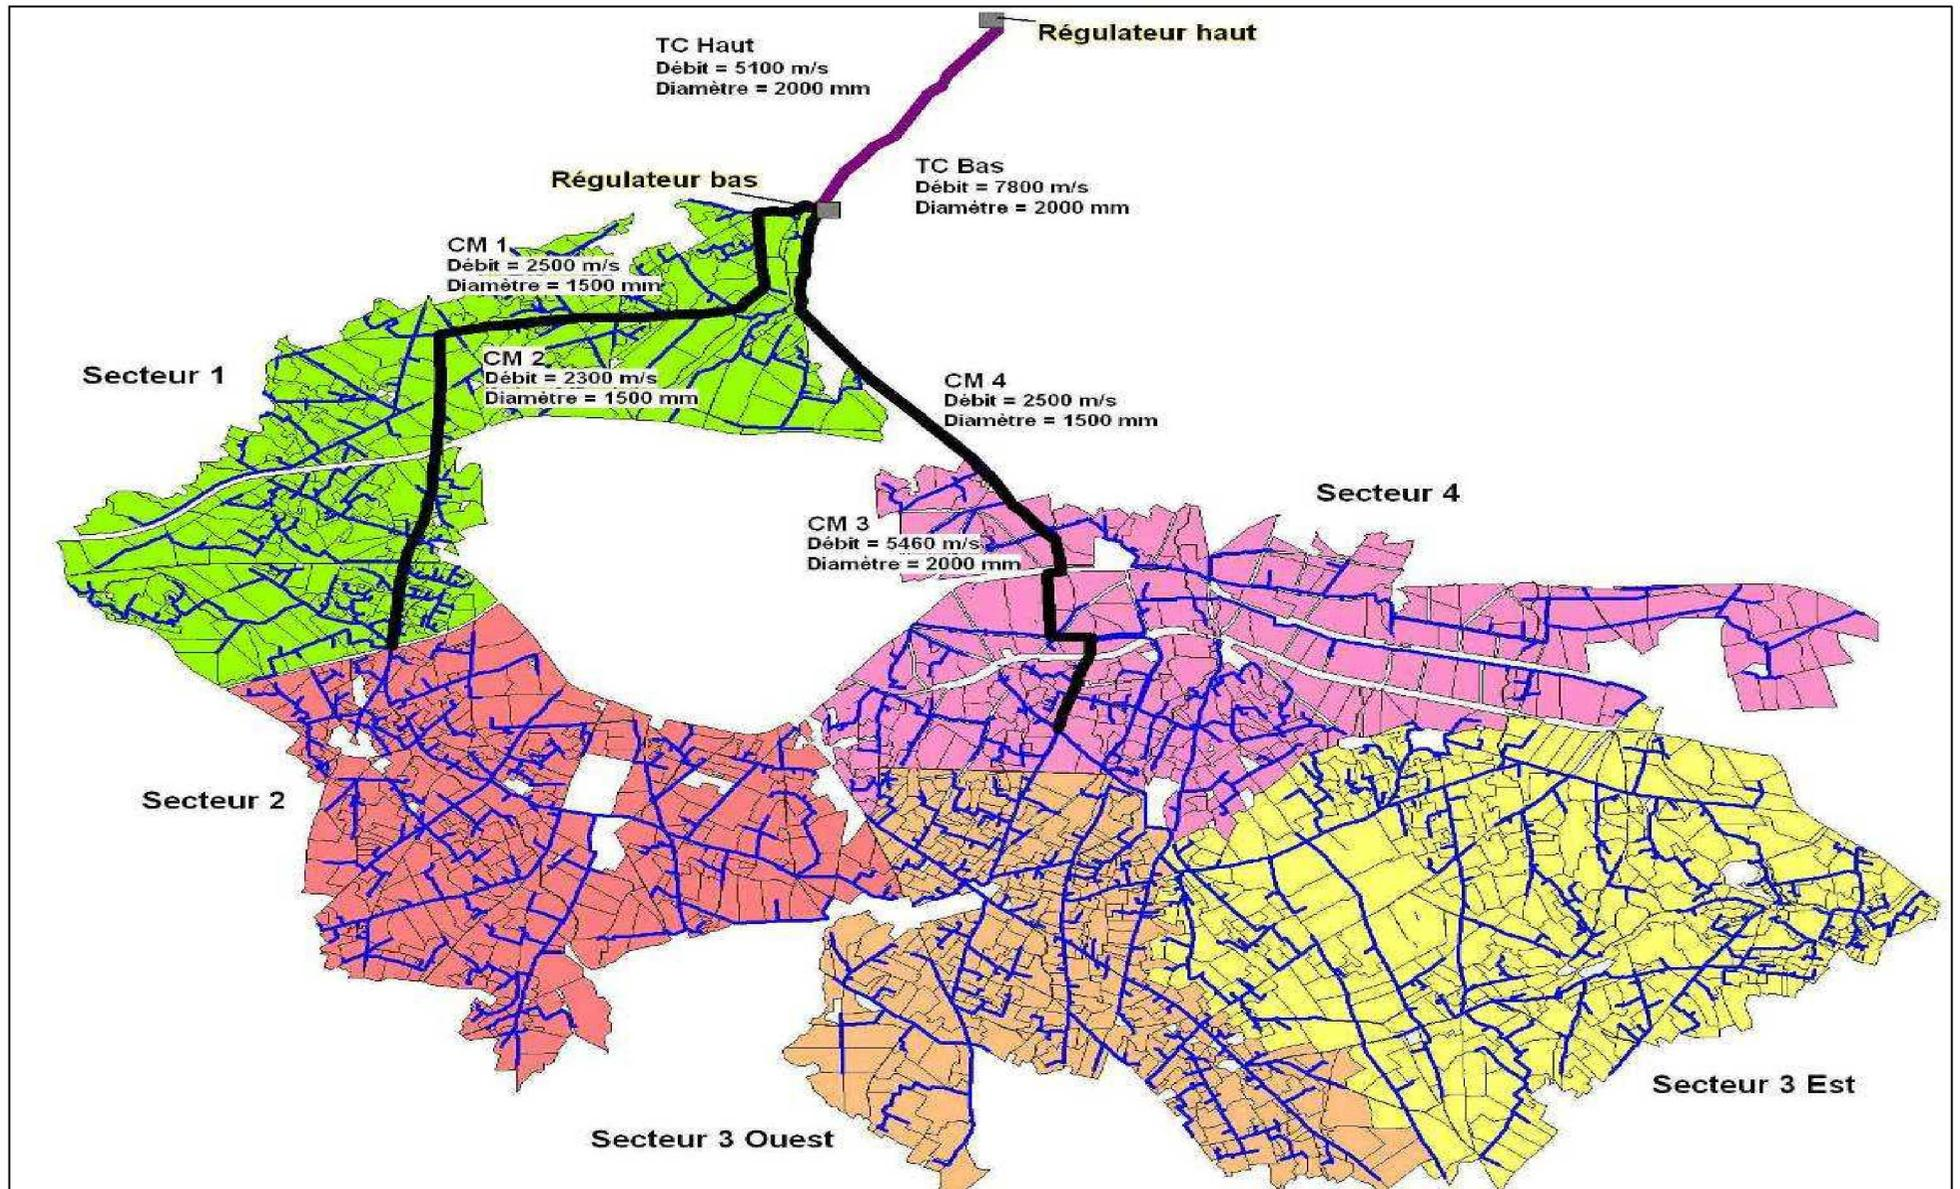 Régulateur haut
TC Haut
Débit = 5100 m/s
Diamètre = 2000 mm
TC Bas
Débit = 7800 m/s
Diamètre = 2000 mm
Régulateur bas
CM 1
Débit = 2500 m/s
Diamètre = 1500 mm
CM 2
Débit = 2300 m/s
Diamètre = 1500 mm
Secteur 1
CM 4
Débit = 2500 m/s
Diamètre = 1500 mm
Secteur 4
CM 3
Débit = 5460 m/s
Diamètre = 2000 mm
Secteur 2
Secteur 3 Est
Secteur 3 Ouest